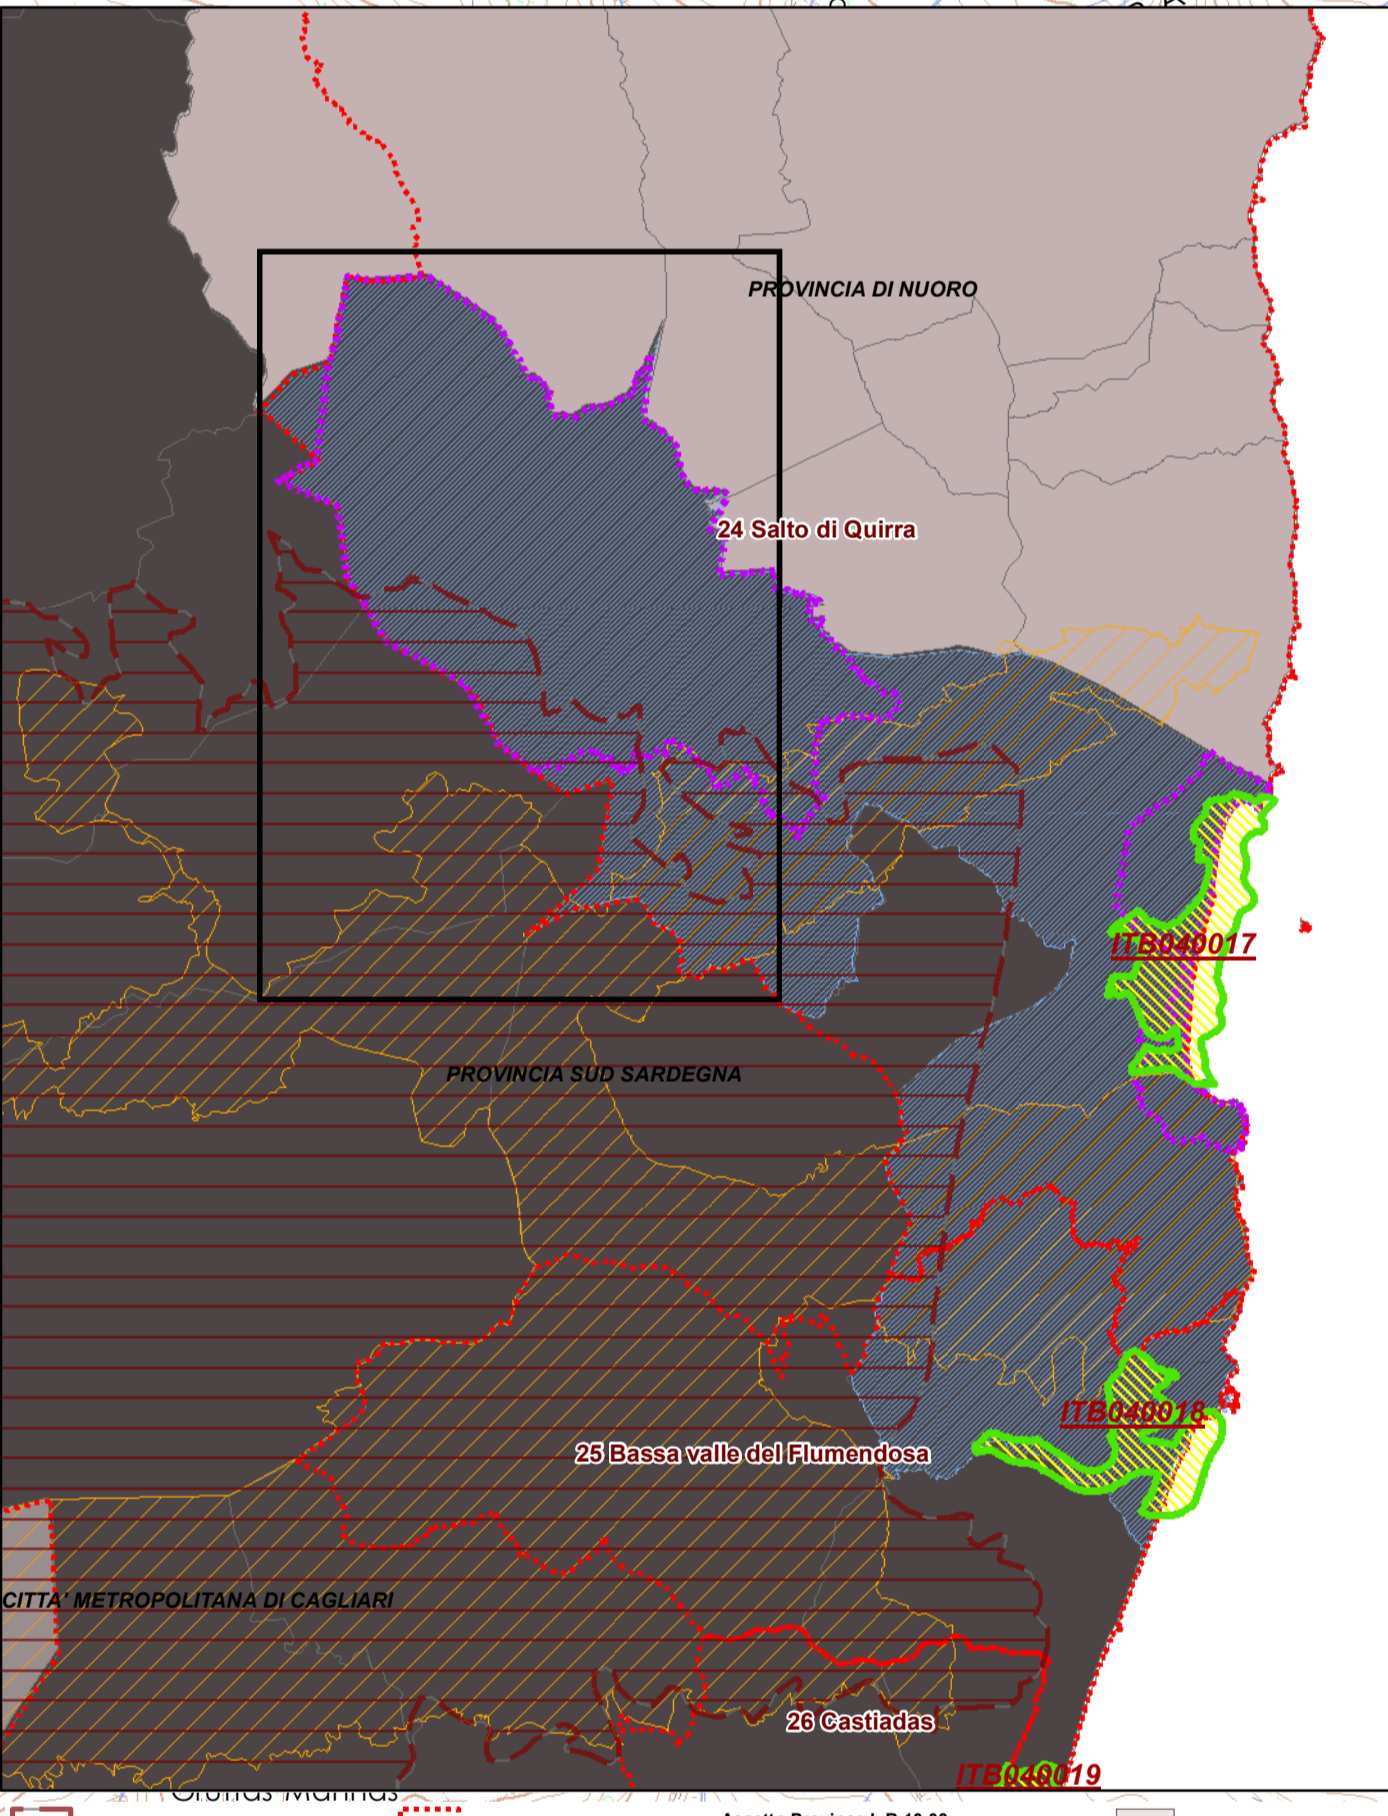 PROVINCIA DI NUORO
24 Salto di Quirra
ITB040017
PROVINCIA SUD SARDEGNA
ITB040018
25 Bassa valle del Flumendosa
CITTA' METROPOLITANA DI CAGLIARI
26 Castiadas
ITB040019